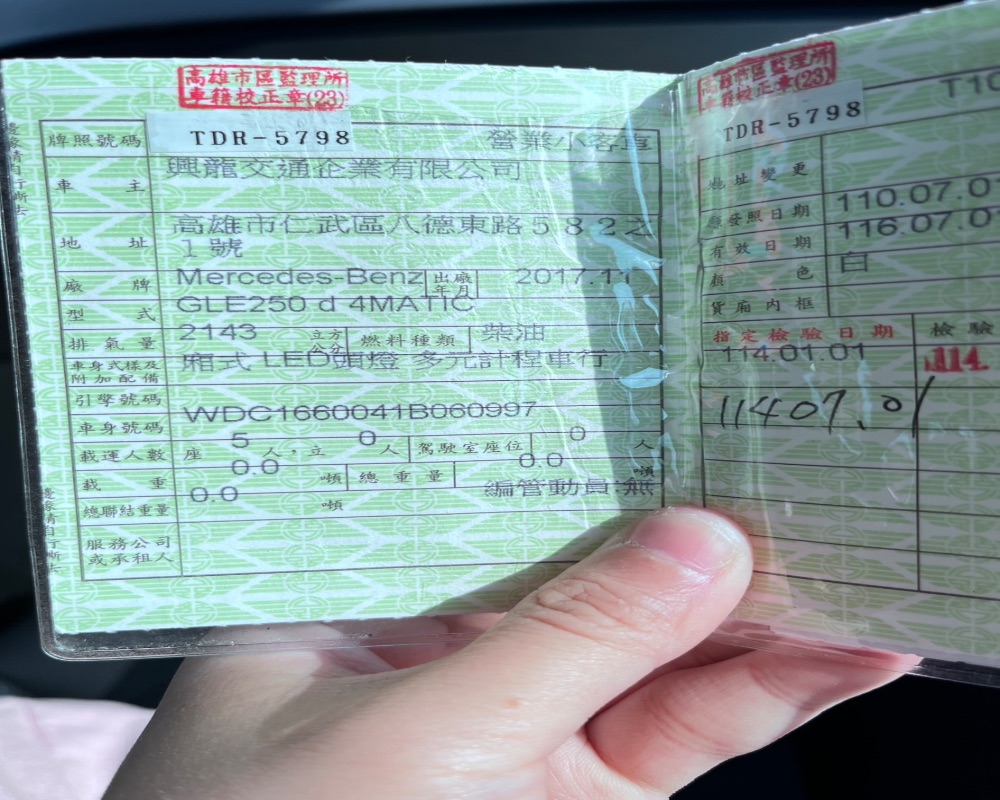 高雄市區監理所
車籍校正章(23)
牌照號碼 TDR-5798 營業小客車
車主 興龍交通企業有限公司
地址 高雄市仁武區八德東路582之
1號
廠牌 Mercedes-Benz 出廠年月 2017.11
型式 GLE250 d 4MATIC
排氣量 2143 立方公分 燃料種類 柴油
車身式樣及附加配備 廂式 LED頭燈 多元計程車行
引擎號碼
車身號碼 WDC1660041B060997
載運人數 座 5 人,立 0 人 駕駛室座位 0 人
載重 0.0 噸 總重量 0.0 噸
總聯結重量 0.0 噸 編管動員:無
服務公司
或承租人
高雄市區監理所
車籍校正章(23)
T10
TDR-5798
地址變更
換發照日期 110.07.0
有效日期 116.07.0
顏色 白
貨廂內框
指定檢驗日期 檢驗
114.01.01 114.
11407.01